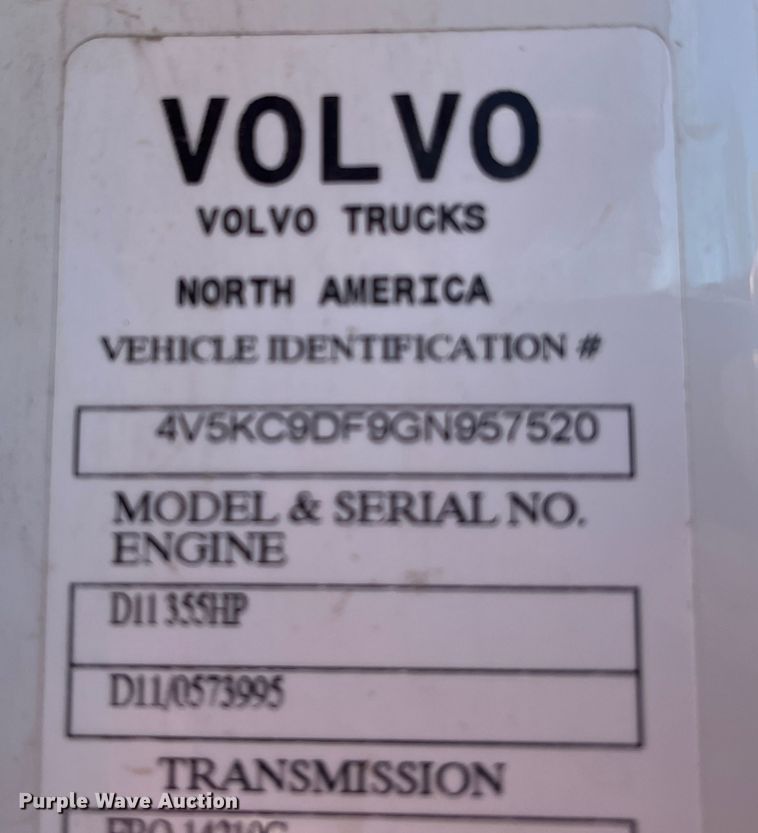 VOLVO
VOLVO TRUCKS
NORTH AMERICA
VEHICLE IDENTIFICATION #
4V5KC9DF9GN957520
MODEL & SERIAL NO.
ENGINE
D11 355HP
D11/0573995
TRANSMISSION
Purple Wave Auction